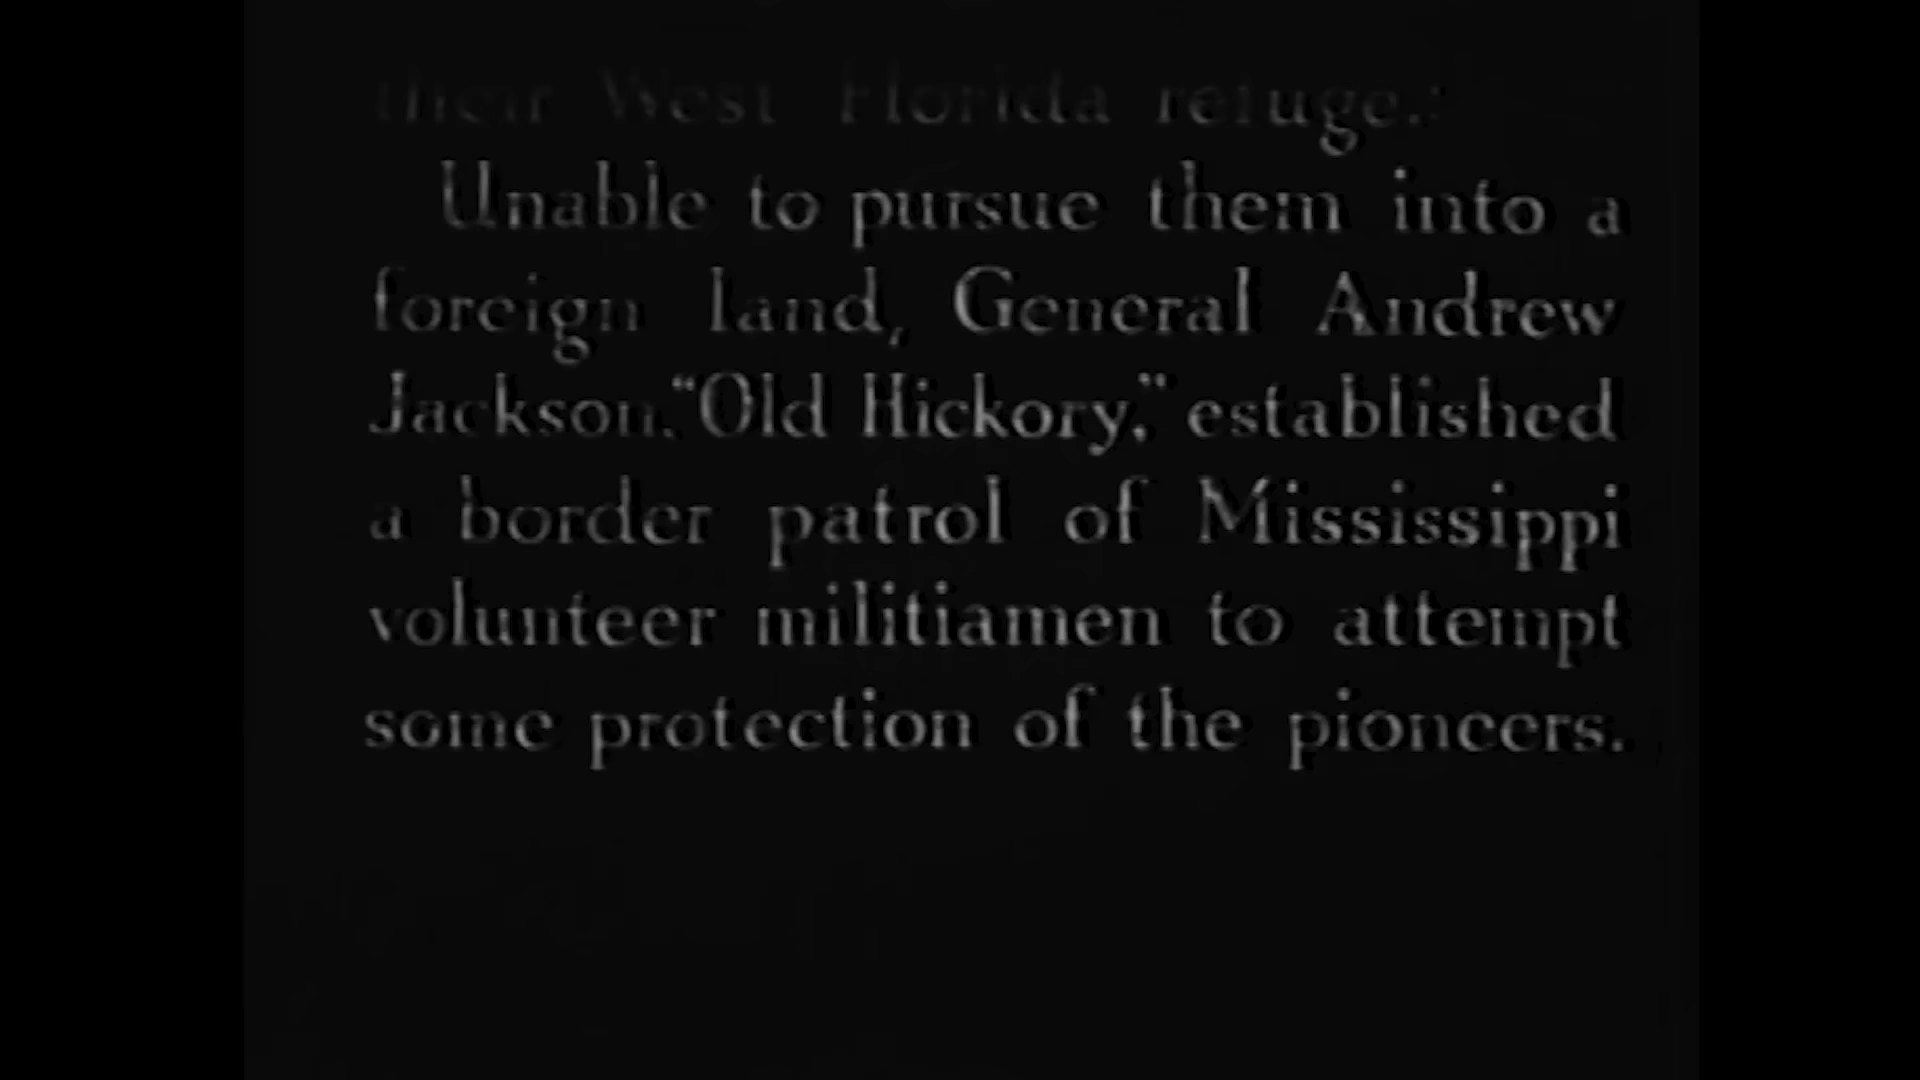 their West Florida refuge.
Unable to pursue them into a
foreign land, General Andrew
Jackson, "Old Hickory," established
a border patrol of Mississippi
volunteer militiamen to attempt
some protection of the pioneers.